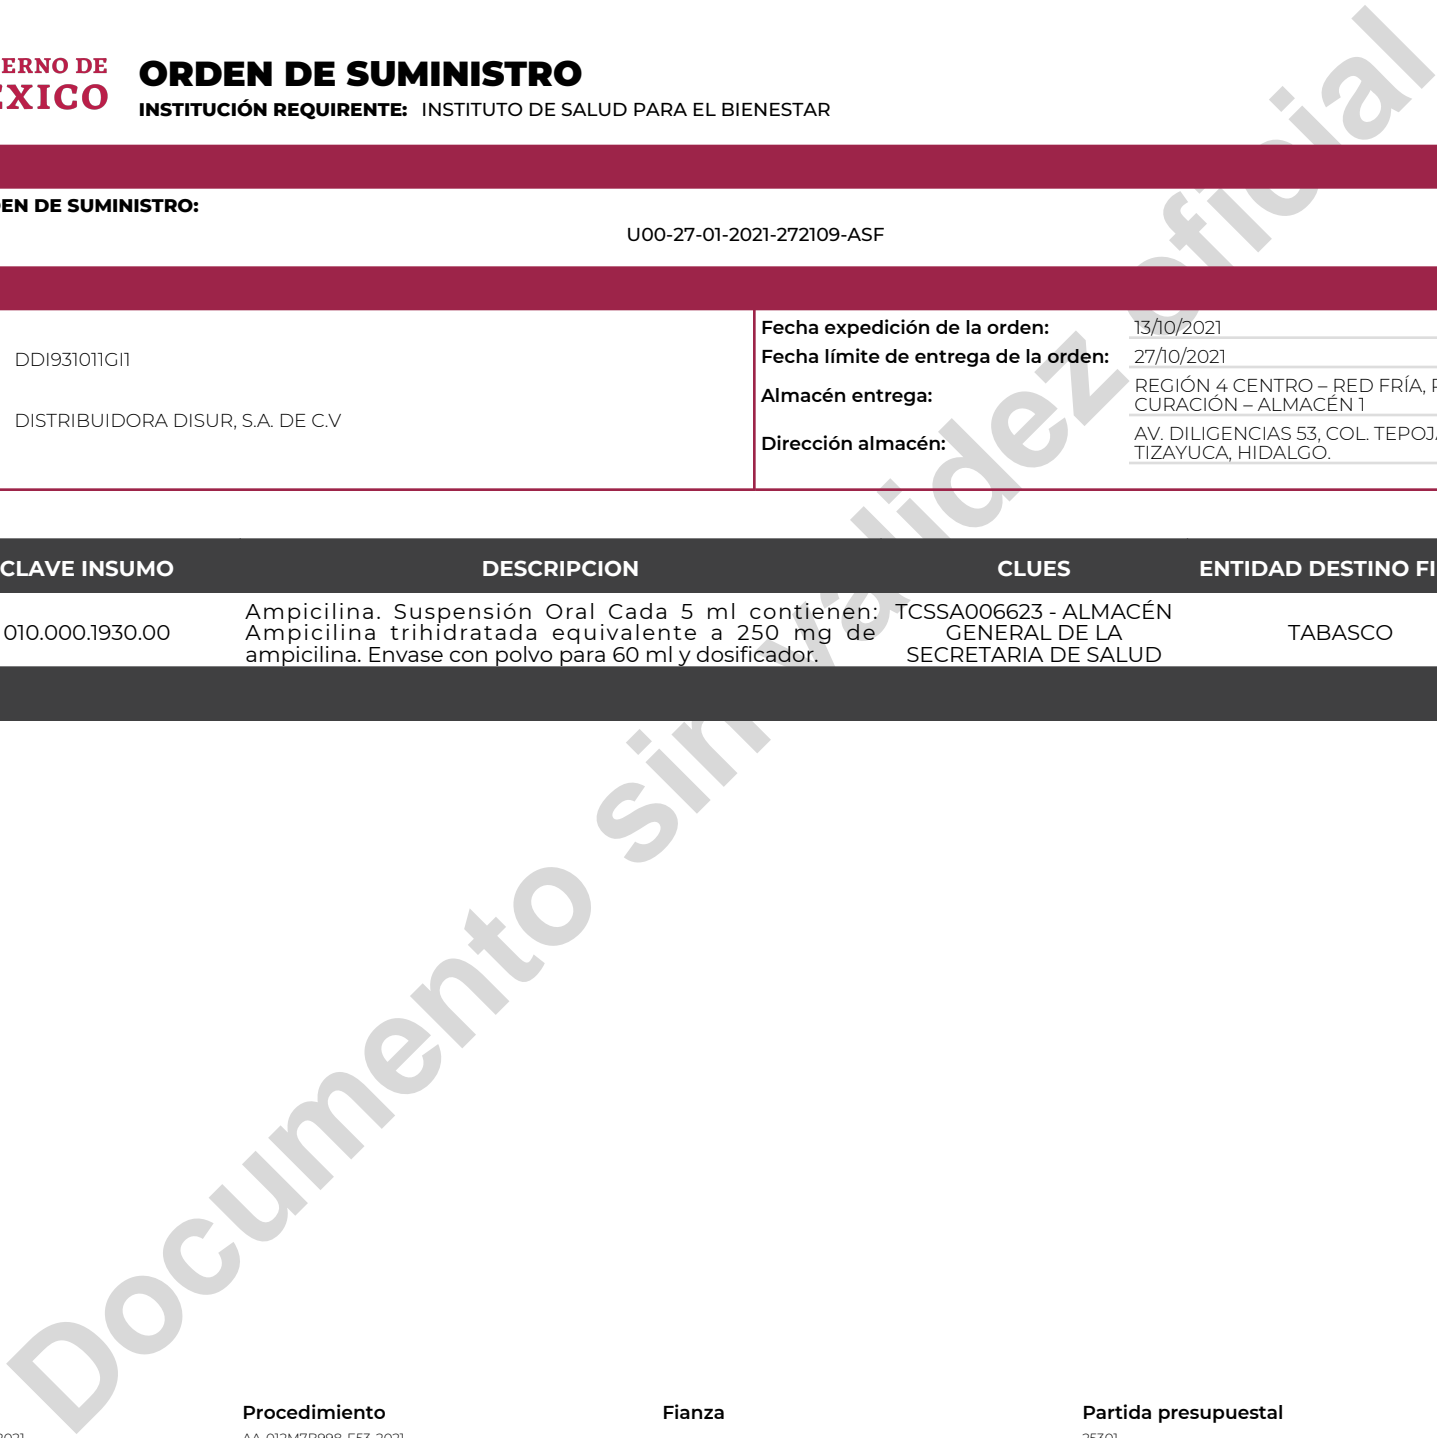 ERNO DE
EXICO
ORDEN DE SUMINISTRO
INSTITUCIÓN REQUIRENTE: INSTITUTO DE SALUD PARA EL BIENESTAR
EN DE SUMINISTRO:
U00-27-01-2021-272109-ASF
DDI931011GI1
DISTRIBUIDORA DISUR, S.A. DE C.V
Fecha expedición de la orden: 13/10/2021
Fecha límite de entrega de la orden: 27/10/2021
Almacén entrega: REGIÓN 4 CENTRO – RED FRÍA,
CURACIÓN – ALMACÉN 1
Dirección almacén: AV. DILIGENCIAS 53, COL. TEPOJA
TIZAYUCA, HIDALGO.
CLAVE INSUMO DESCRIPCION CLUES ENTIDAD DESTINO FI
010.000.1930.00
Ampicilina. Suspensión Oral Cada 5 ml contienen:
Ampicilina trihidratada equivalente a 250 mg de
ampicilina. Envase con polvo para 60 ml y dosificador.
TCSSA006623 - ALMACÉN
GENERAL DE LA
SECRETARIA DE SALUD
TABASCO
Documento sin validez oficial
Procedimiento Fianza Partida presupuestal